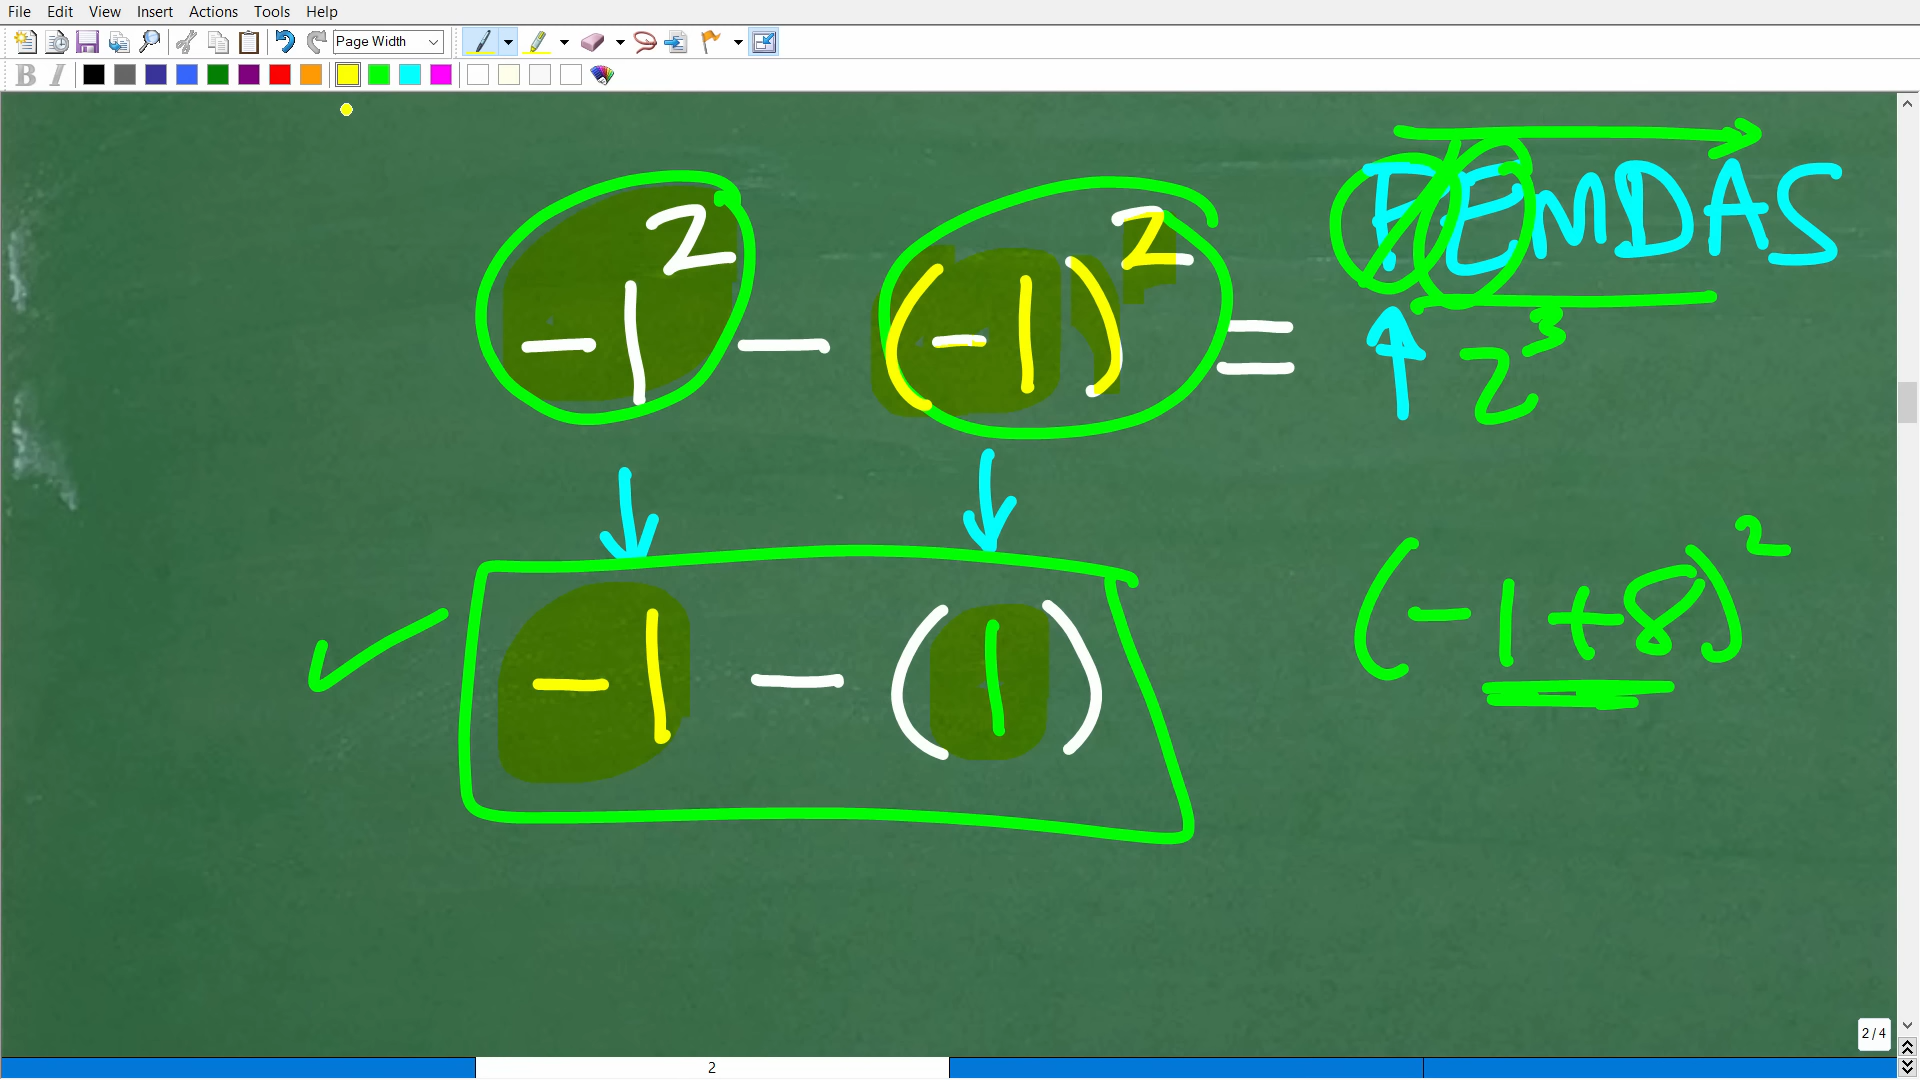 File Edit View Insert Actions Tools Help
Page Width
B I
-1² - (-1)² =
PEMDAS
2³
(-1+8)²
-1 - (1)
2/4
2